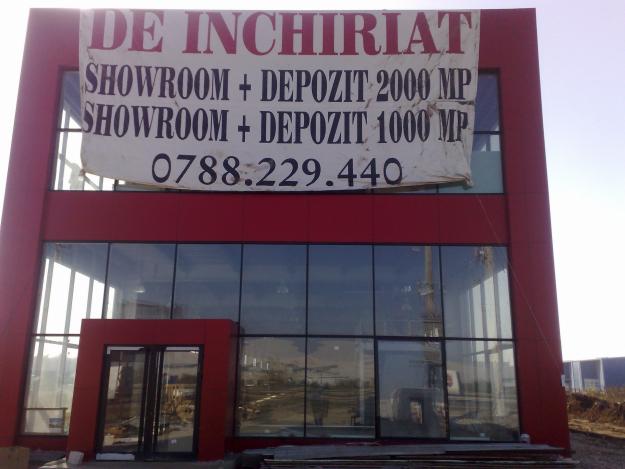 DE INCHIRIAT
SHOWROOM + DEPOZIT 2000 MP
SHOWROOM + DEPOZIT 1000 MP
0788.229.440